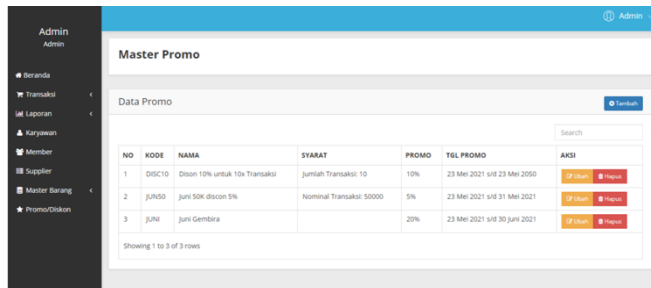 Admin
Admin
Admin
Beranda
Transaksi
Laporan
Karyawan
Member
Supplier
Master Barang
Promo/Diskon
Master Promo
Data Promo
Tambah
Search
NO KODE NAMA SYARAT PROMO TGL PROMO AKSI
1 DISC10 Dison 10% untuk 10x Transaksi Jumlah Transaksi: 10 10% 23 Mei 2021 s/d 23 Mei 2050 Ubah Hapus
2 JUN50 Juni 50K discon 5% Nominal Transaksi: 50000 5% 23 Mei 2021 s/d 31 Mei 2021 Ubah Hapus
3 JUNI Juni Gembira 20% 23 Mei 2021 s/d 30 Juni 2021 Ubah Hapus
Showing 1 to 3 of 3 rows